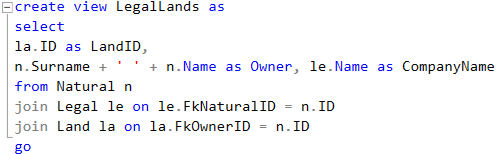 create view LegalLands as
select
la.ID as LandID,
n.Surname + ' ' + n.Name as Owner, le.Name as CompanyName
from Natural n
join Legal le on le.FkNaturalID = n.ID
join Land la on la.FkOwnerID = n.ID
go